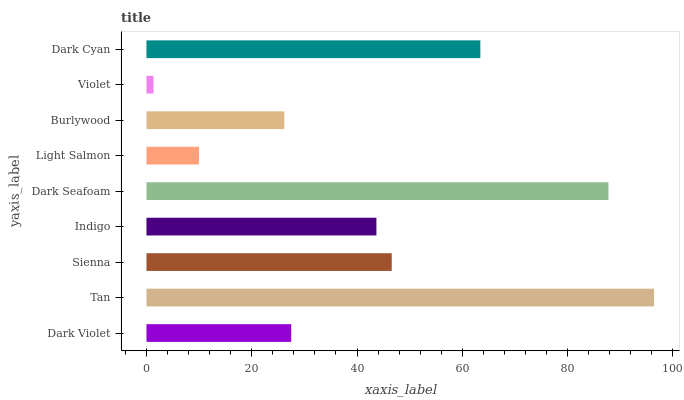 title
Dark Cyan
Violet
Burlywood
Light Salmon
Dark Seafoam
Indigo
Sienna
Tan
Dark Violet
yaxis_label
0 20 40 60 80 100
xaxis_label